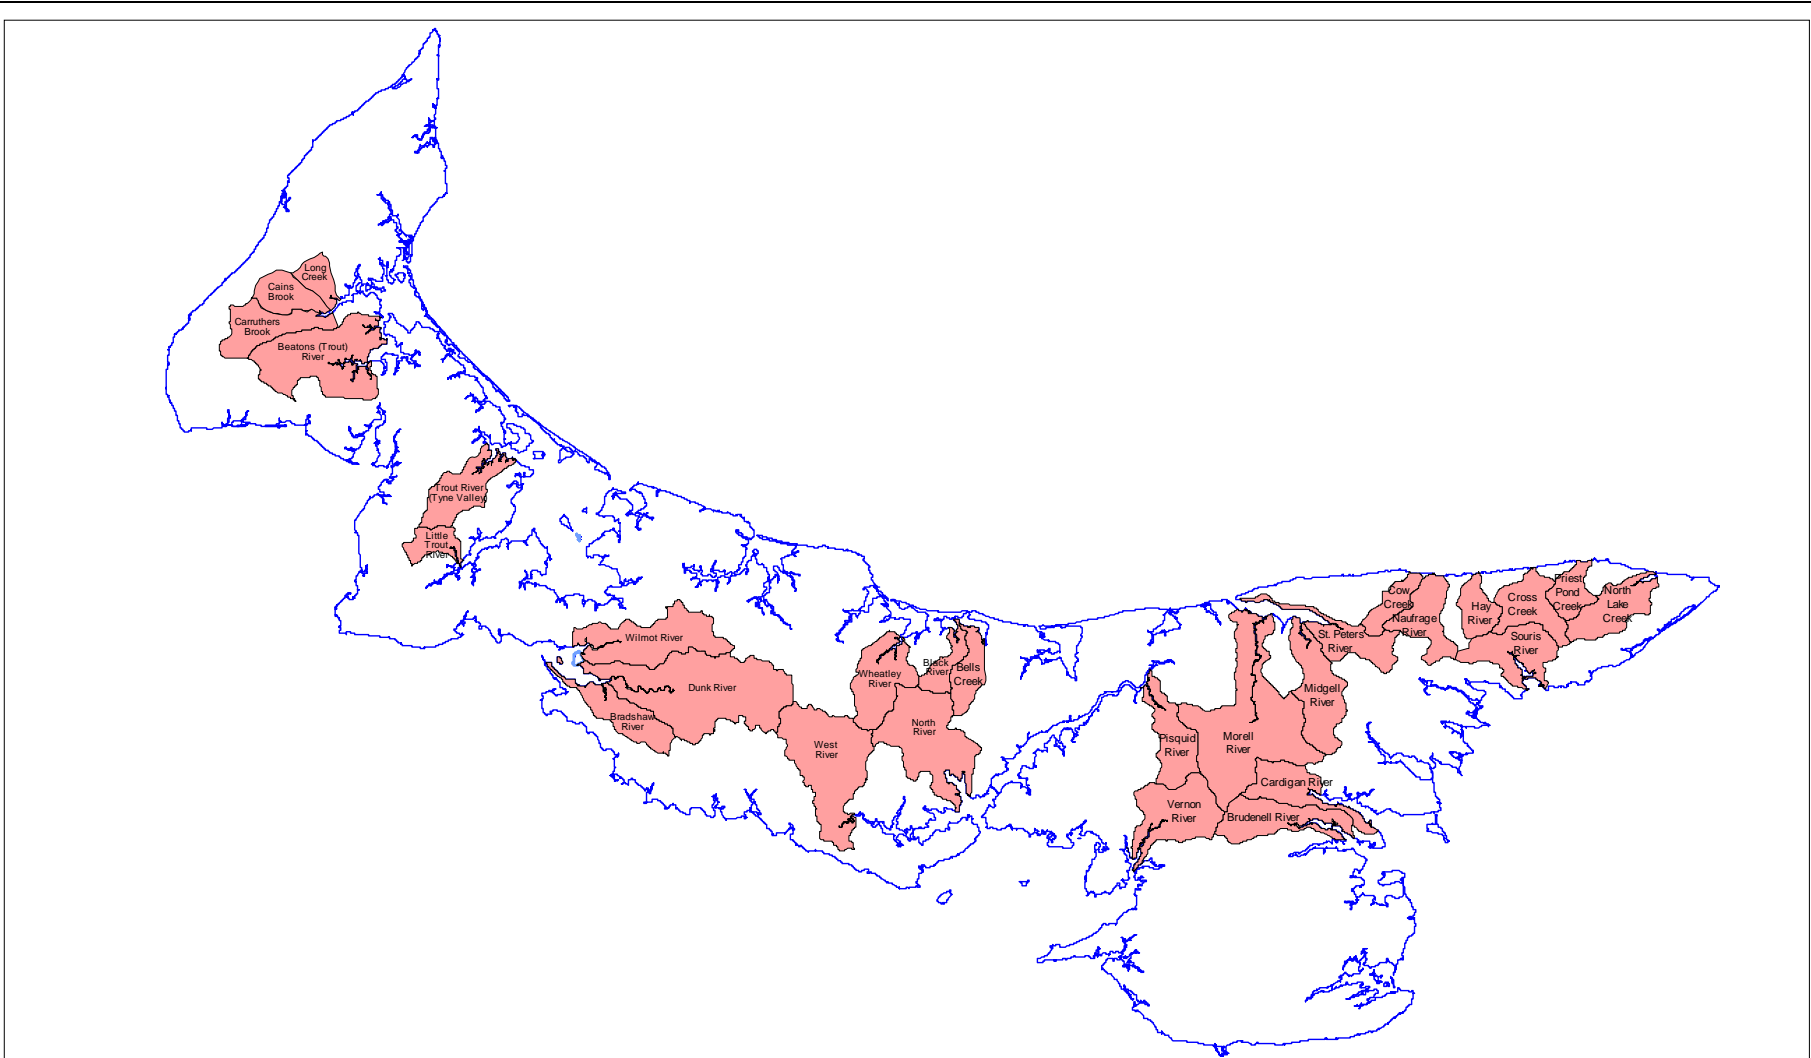 Long
Creek
Cains
Brook
Carruthers
Brook
Beatons (Trout)
River
Trout River
(Tyne Valley)
Little
Trout
River
Wilmot River
Dunk River
Bradshaw
River
West
River
Wheatley
River
Black
River
Bells
Creek
North
River
Pisquid
River
Morell
River
Midgell
River
St. Peters
River
Cardigan River
Vernon
River
Brudenell River
Cow
Creek
Naufrage
River
Hay
River
Cross
Creek
Priest
Pond
Creek
North
Lake
Creek
Souris
River